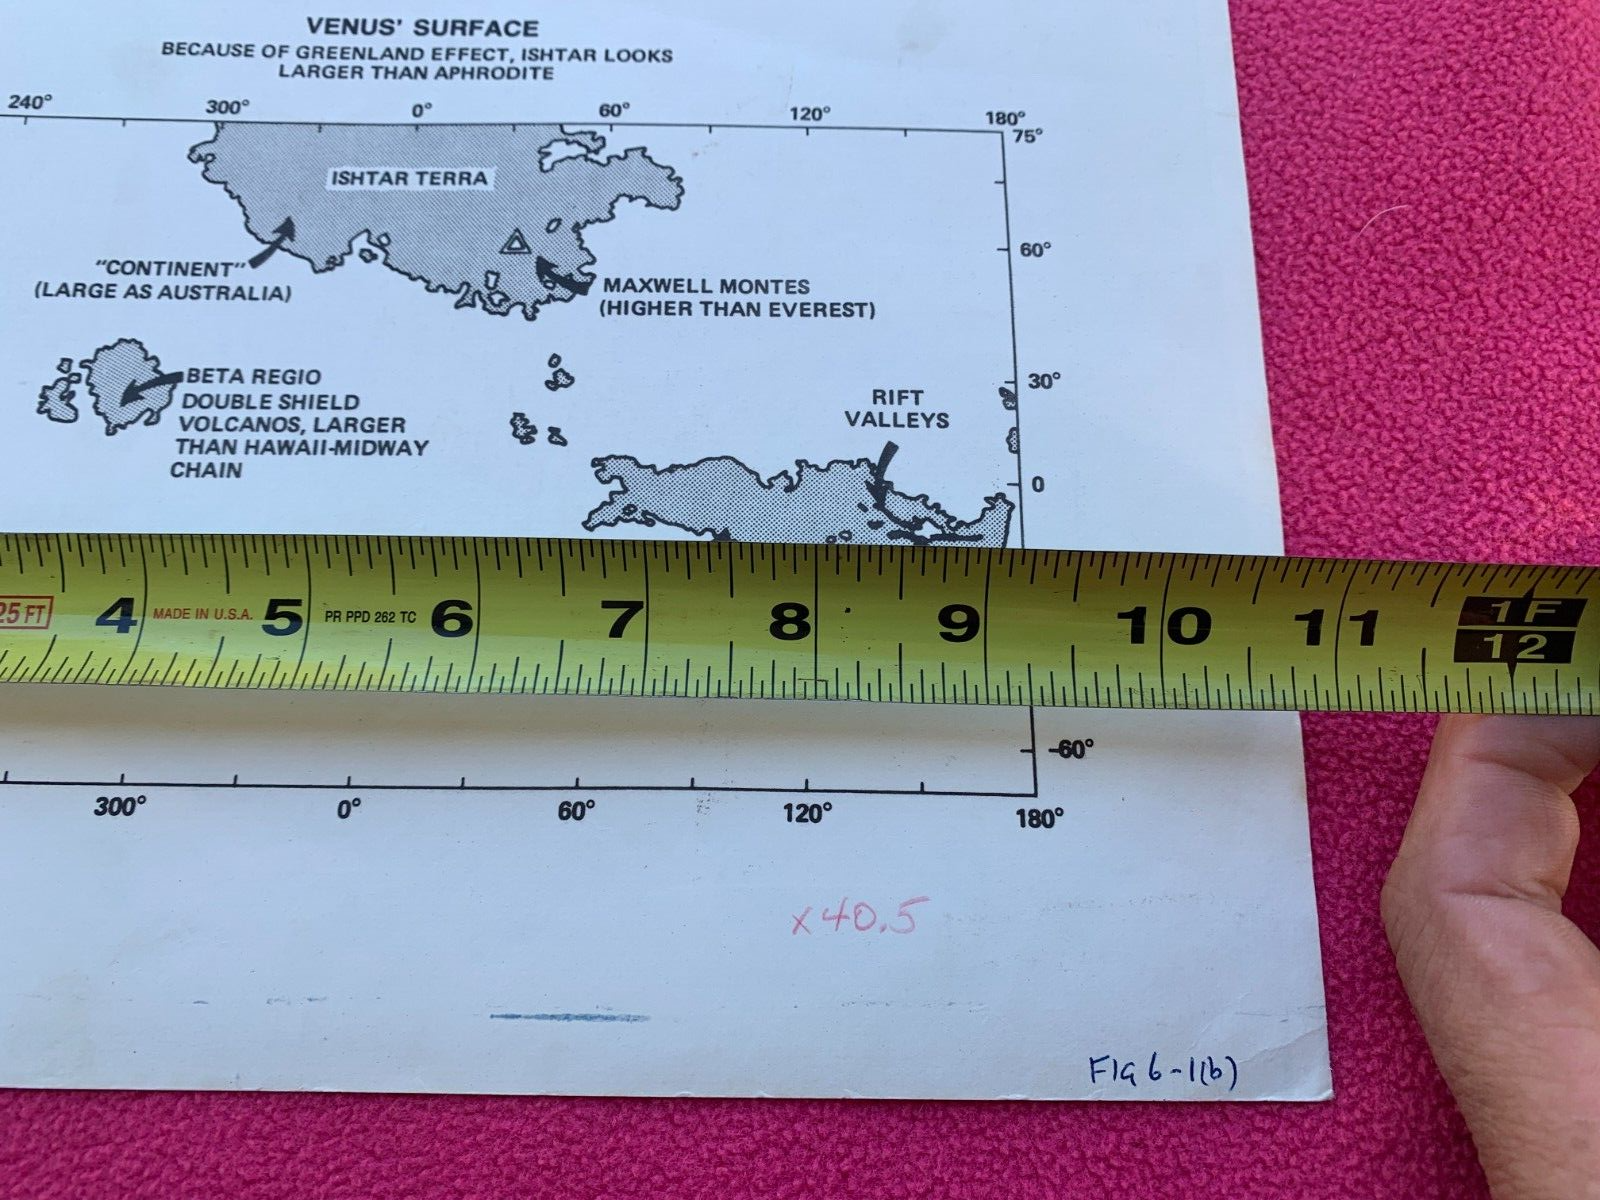 VENUS' SURFACE
BECAUSE OF GREENLAND EFFECT, ISHTAR LOOKS
LARGER THAN APHRODITE
240° 300° 0° 60° 120° 180°
75°
ISHTAR TERRA
60°
"CONTINENT"
(LARGE AS AUSTRALIA)
MAXWELL MONTES
(HIGHER THAN EVEREST)
BETA REGIO
DOUBLE SHIELD
VOLCANOS, LARGER
THAN HAWAII-MIDWAY
CHAIN
30°
RIFT
VALLEYS
0
25 FT 4 MADE IN U.S.A. 5 PR PPD 262 TC 6 7 8 9 10 11 1F
12
-60°
300° 0° 60° 120° 180°
x40.5
FIG 6-1(b)